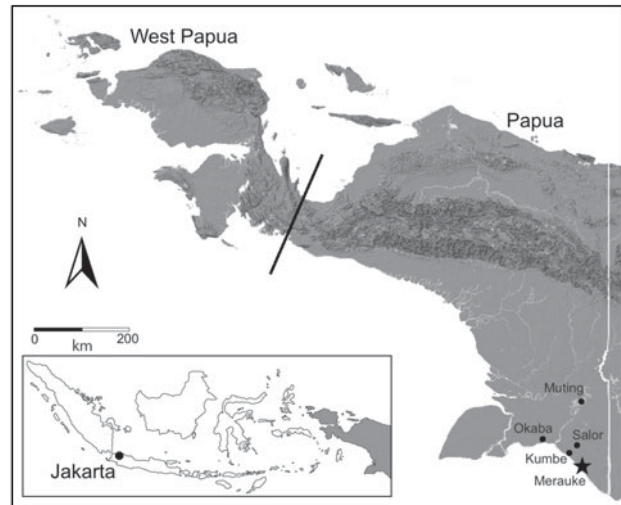 West Papua
Papua
N
0 200
km
Muting
Okaba
Salor
Kumbe
Merauke
Jakarta